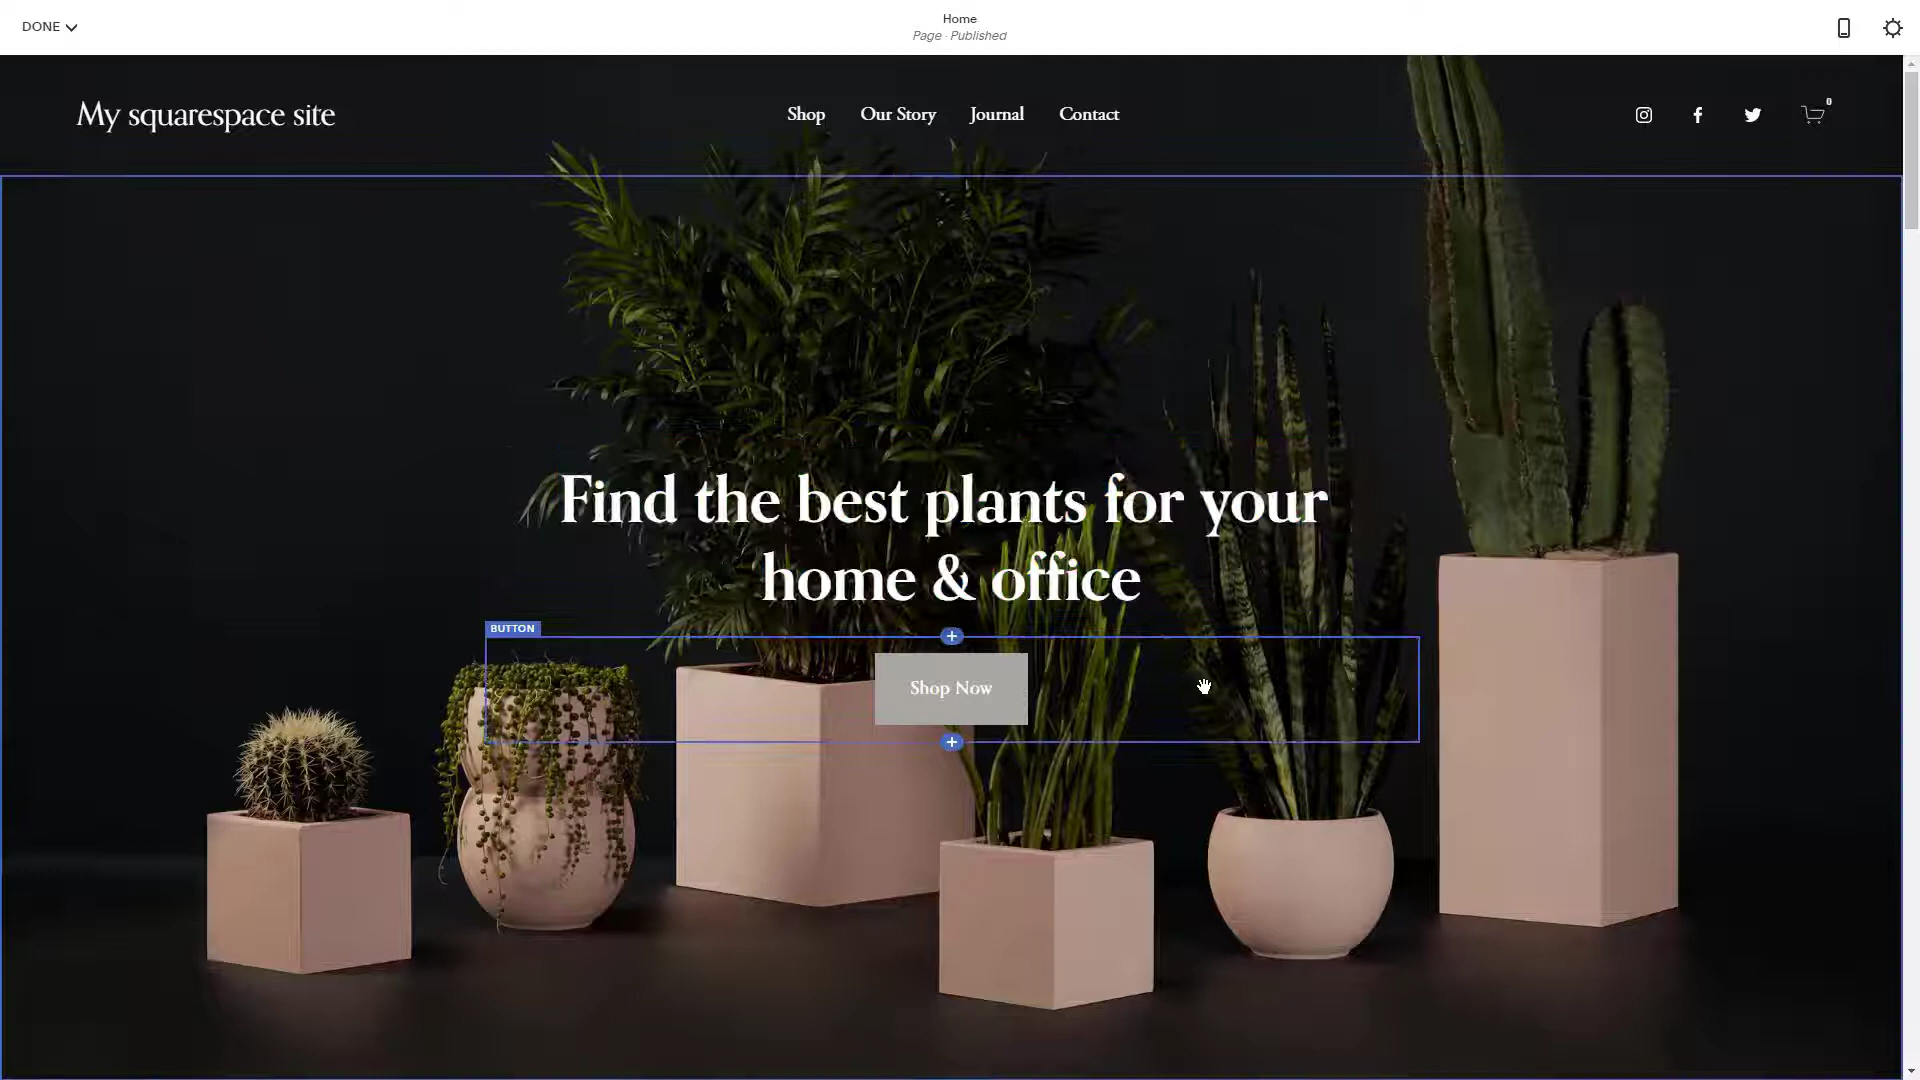 DONE
Home
Page · Published
My squarespace site
Shop Our Story Journal Contact
0
Find the best plants for your
home & office
BUTTON
Shop Now